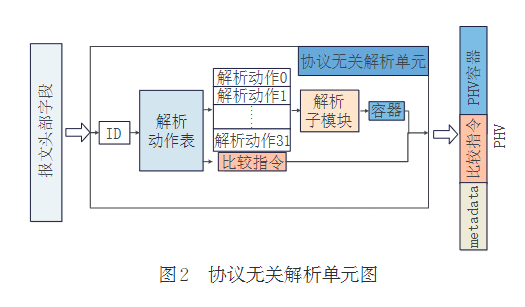 协议无关解析单元
报文头部字段
ID
解析
动作表
解析动作0
解析动作1
解析动作31
比较指令
解析
子模块
容器
PHV容器
比较指令
metadata
PHV
图2 协议无关解析单元图